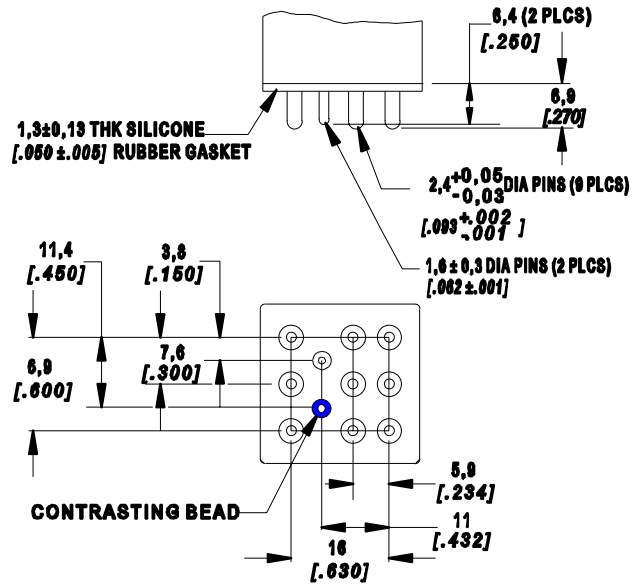 6,4 (2 PLCS)
[.250]
6,9
[.270]
1,3±0,13 THK SILICONE
[.050 ±.005] RUBBER GASKET
2,4 +0,05 -0,03 DIA PINS (9 PLCS)
[.093 +.002 -.001 ]
1,6 ± 0,3 DIA PINS (2 PLCS)
[.062 ±.001]
11,4
[.450]
3,8
[.150]
7,6
[.300]
6,9
[.600]
CONTRASTING BEAD
5,9
[.234]
11
[.432]
16
[.630]